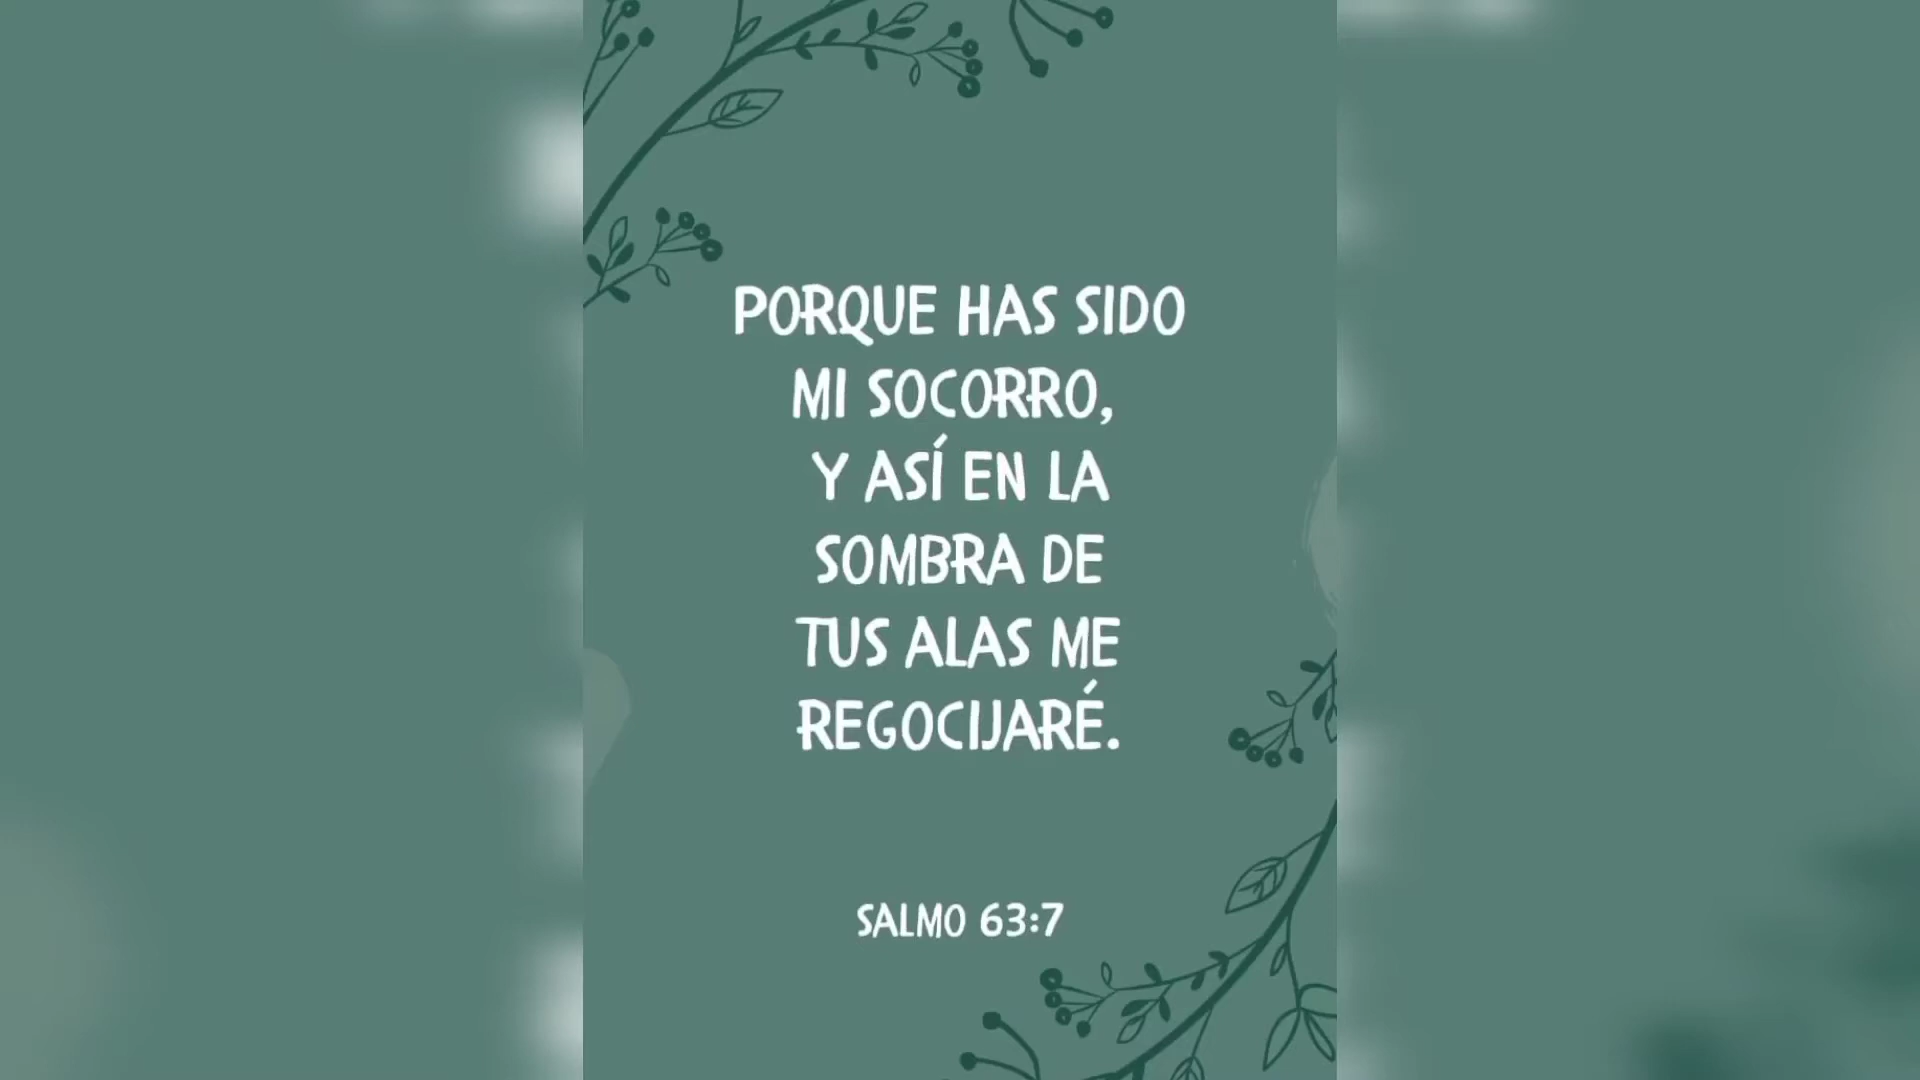 PORQUE HAS SIDO
MI SOCORRO,
Y ASÍ EN LA
SOMBRA DE
TUS ALAS ME
REGOCIJARÉ.
SALMO 63:7